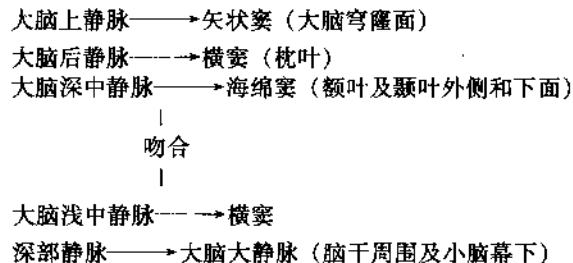 大脑上静脉——→矢状窦（大脑穹窿面）
大脑后静脉——→横窦（枕叶）
大脑深中静脉——→海绵窦（额叶及颞叶外侧和下面）
|
吻合
|
大脑浅中静脉——→横窦
深部静脉——→大脑大静脉（脑干周围及小脑幕下）